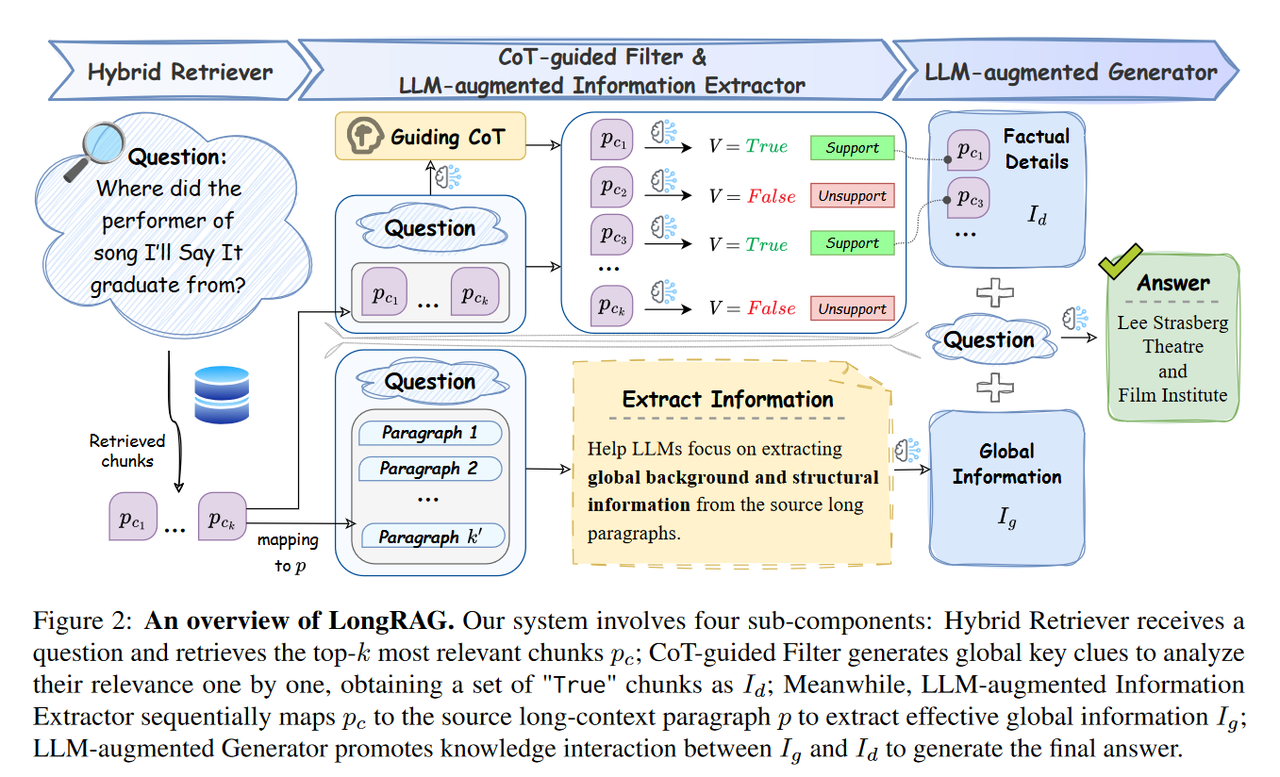 Hybrid Retriever
CoT-guided Filter &
LLM-augmented Information Extractor
LLM-augmented Generator
Question:
Where did the
performer of
song I'll Say It
graduate from?
Retrieved
chunks
p_{c_1} ... p_{c_k}
mapping
to p
Guiding CoT
Question
p_{c_1} ... p_{c_k}
p_{c_1} V = True Support
p_{c_2} V = False Unsupport
p_{c_3} V = True Support
...
p_{c_k} V = False Unsupport
Question
Paragraph 1
Paragraph 2
...
Paragraph k′
Extract Information
Help LLMs focus on extracting
global background and structural
information from the source long
paragraphs.
Factual
Details
p_{c_1}
p_{c_3}
...
I_d
Question
Global
Information
I_g
Answer
Lee Strasberg
Theatre
and
Film Institute
Figure 2: An overview of LongRAG. Our system involves four sub-components: Hybrid Retriever receives a
question and retrieves the top-k most relevant chunks p_c; CoT-guided Filter generates global key clues to analyze
their relevance one by one, obtaining a set of "True" chunks as I_d; Meanwhile, LLM-augmented Information
Extractor sequentially maps p_c to the source long-context paragraph p to extract effective global information I_g;
LLM-augmented Generator promotes knowledge interaction between I_g and I_d to generate the final answer.